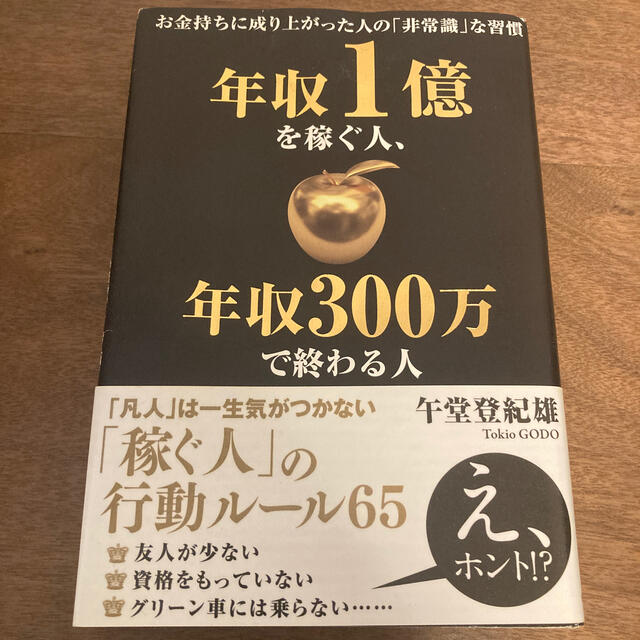 お金持ちに成り上がった人の「非常識」な習慣
年収1億
を稼ぐ人、
年収300万
で終わる人
午堂登紀雄
Tokio GODO
「凡人」は一生気がつかない
「稼ぐ人」の
行動ルール65
え、
ホント!?
友人が少ない
資格をもっていない
グリーン車には乗らない……